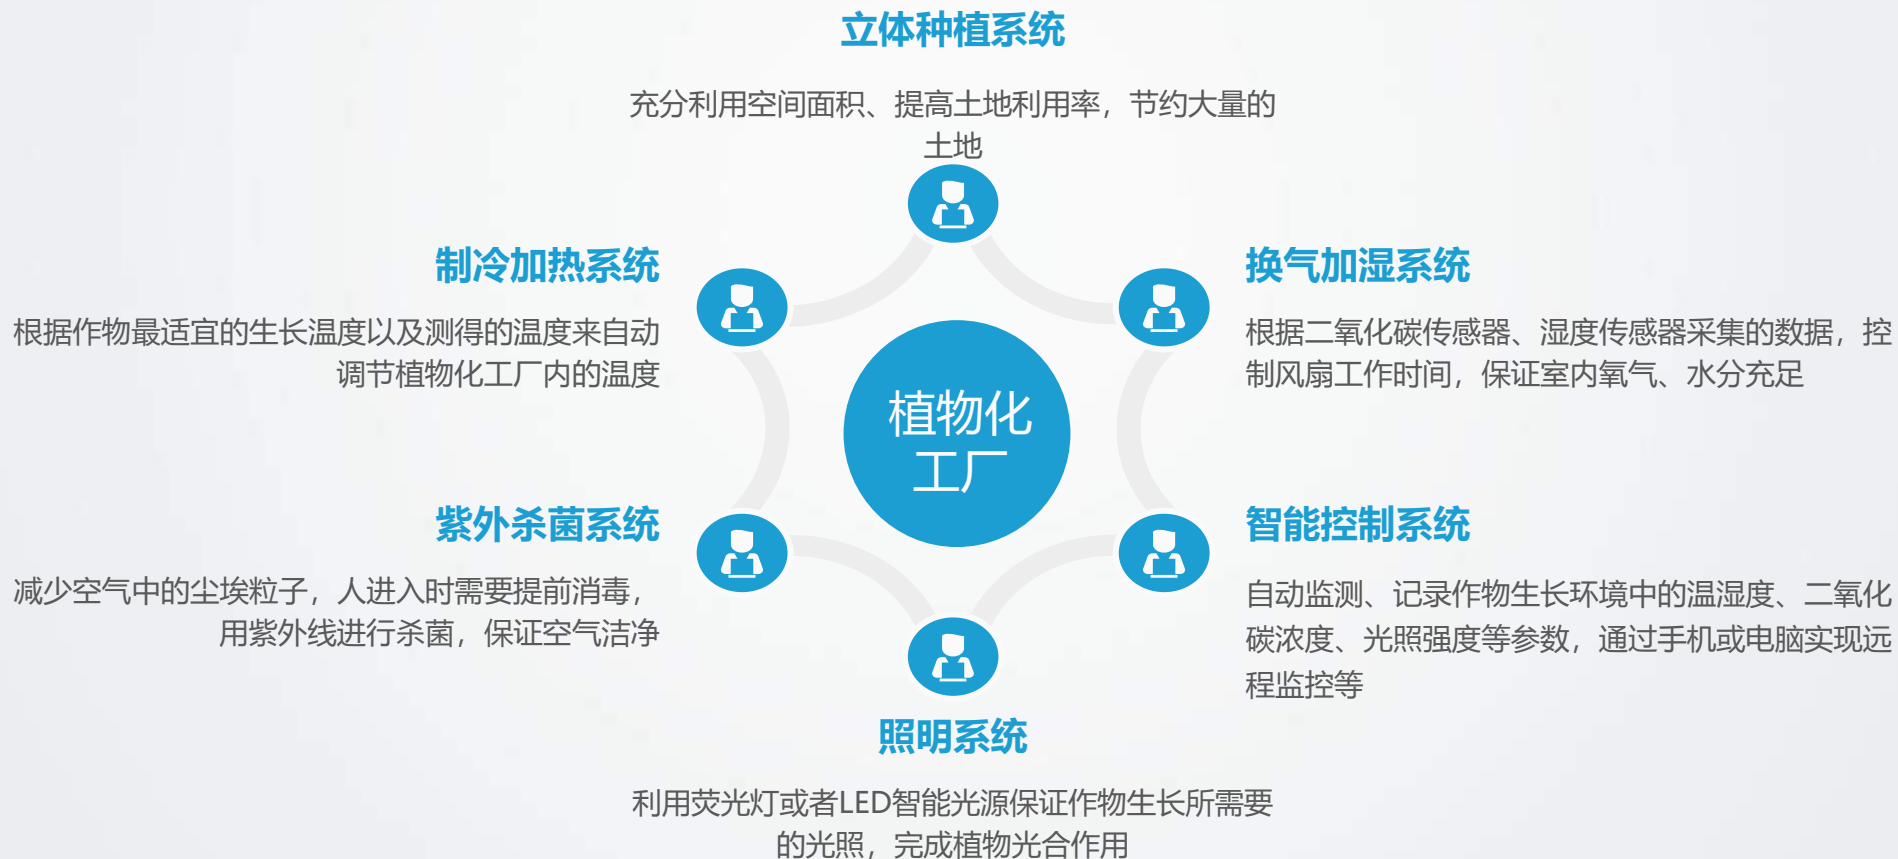 立体种植系统
充分利用空间面积、提高土地利用率，节约大量的
土地
制冷加热系统
根据作物最适宜的生长温度以及测得的温度来自动
调节植物化工厂内的温度
换气加湿系统
根据二氧化碳传感器、湿度传感器采集的数据，控
制风扇工作时间，保证室内氧气、水分充足
植物化
工厂
紫外杀菌系统
减少空气中的尘埃粒子，人进入时需要提前消毒，
用紫外线进行杀菌，保证空气洁净
智能控制系统
自动监测、记录作物生长环境中的温湿度、二氧化
碳浓度、光照强度等参数，通过手机或电脑实现远
程监控等
照明系统
利用荧光灯或者LED智能光源保证作物生长所需要
的光照，完成植物光合作用